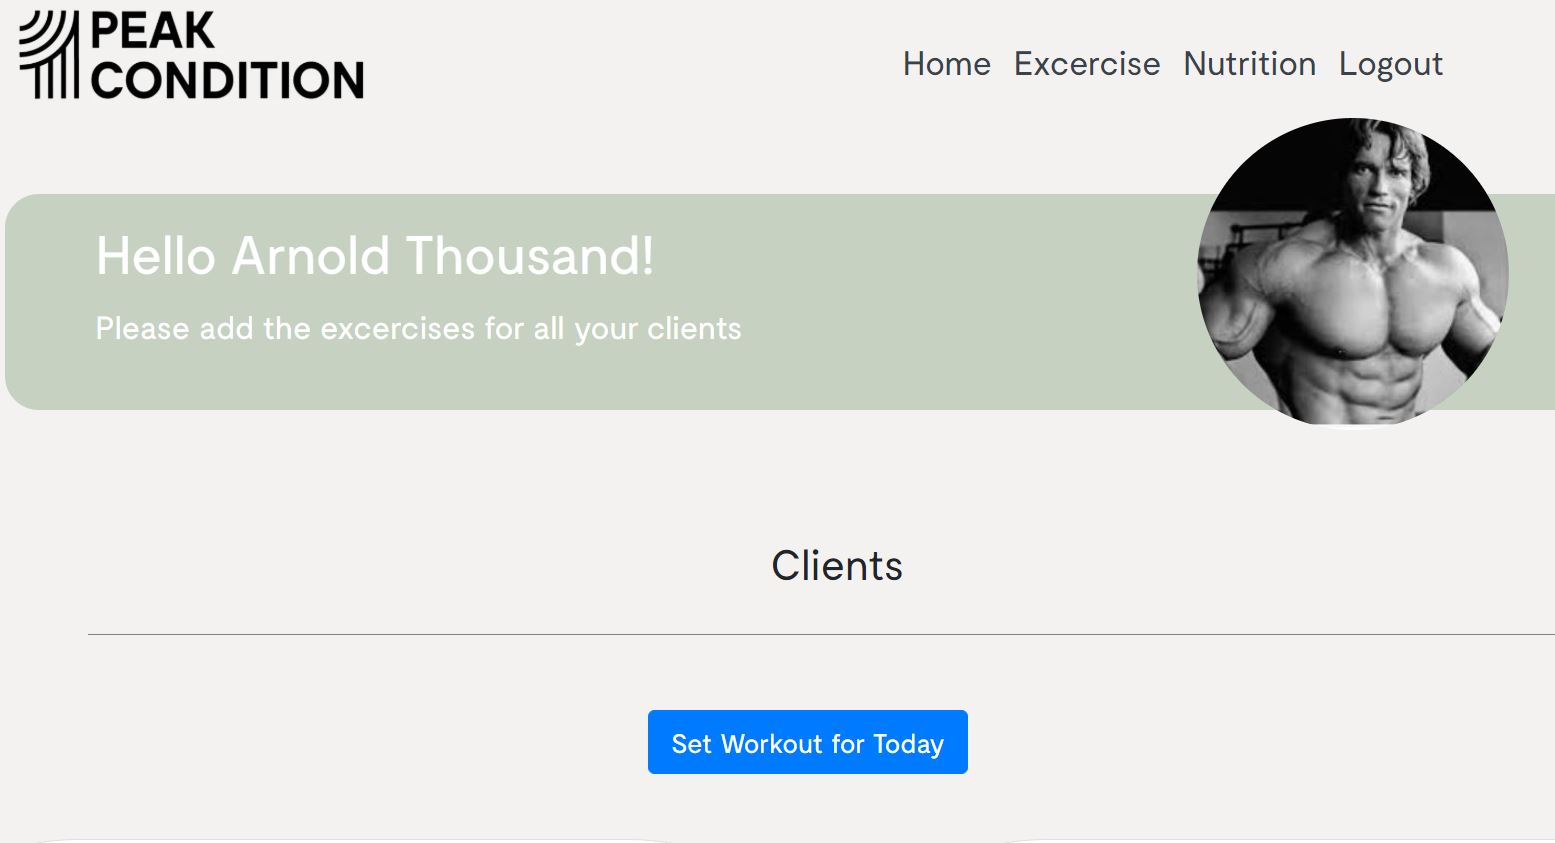 PEAK
CONDITION
Home Excercise Nutrition Logout
Hello Arnold Thousand!
Please add the excercises for all your clients
Clients
Set Workout for Today